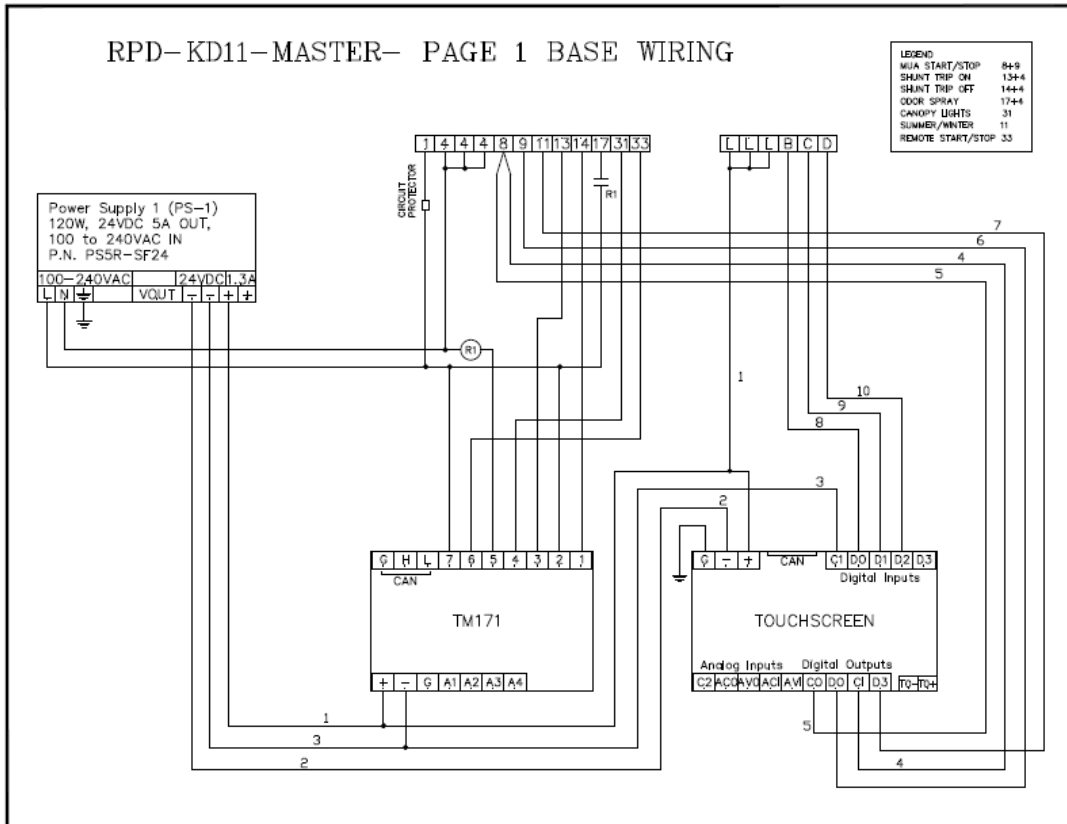 RPD-KD11-MASTER- PAGE 1 BASE WIRING
LEGEND
MUA START/STOP 8+9
SHUNT TRIP ON 13+4
SHUNT TRIP OFF 14+4
ODOR SPRAY 17+4
CANOPY LIGHTS 31
SUMMER/WINTER 11
REMOTE START/STOP 33
1 4 4 4 8 9 11 13 14 17 31 33
L L L B C D
CIRCUIT
PROTECTOR
R1
Power Supply 1 (PS-1)
120W, 24VDC 5A OUT,
100 to 240VAC IN
P.N. PS5R-SF24
100-240VAC 24VDC 1.3A
L N VOUT - - + +
7
6
4
5
R1
1
10
9
8
3
2
G H L 7 6 5 4 3 2 1
CAN
TM171
+ - G A1 A2 A3 A4
G - + CAN C1 D0 D1 D2 D3
Digital Inputs
TOUCHSCREEN
Analog Inputs Digital Outputs
C2 AC0 AV0 AC1 AV1 C0 D0 C1 D3 TQ- TQ+
1
3
2
5
4